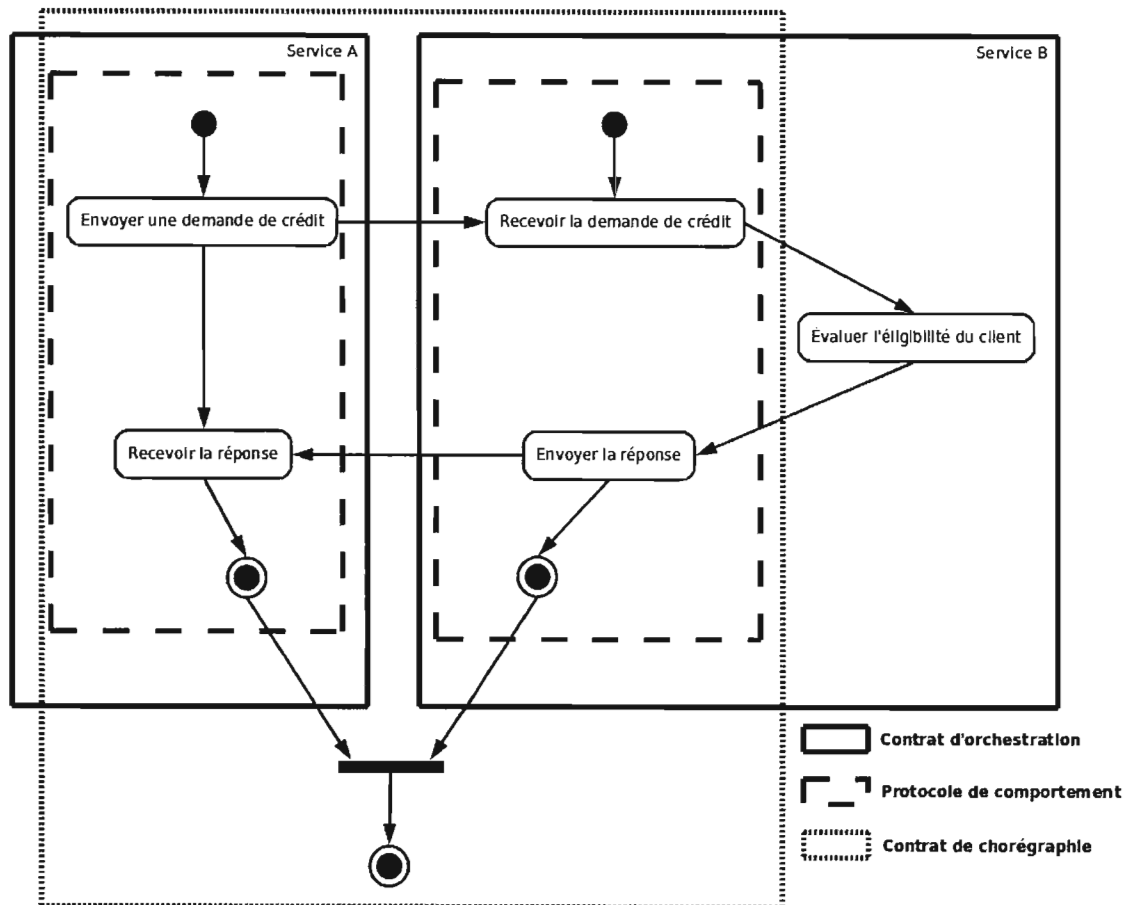 Service A
Service B
Envoyer une demande de crédit
Recevoir la demande de crédit
Évaluer l'éligibilité du client
Recevoir la réponse
Envoyer la réponse
Contrat d'orchestration
Protocole de comportement
Contrat de chorégraphie